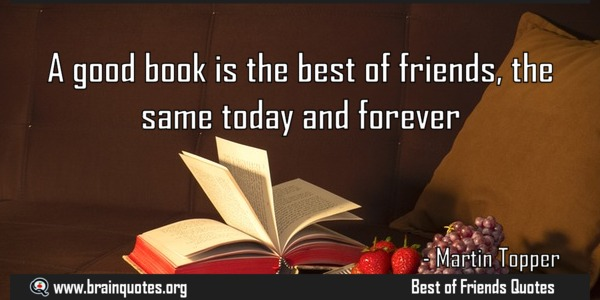 A good book is the best of friends, the
same today and forever
- Martin Topper
www.brainquotes.org
Best of Friends Quotes